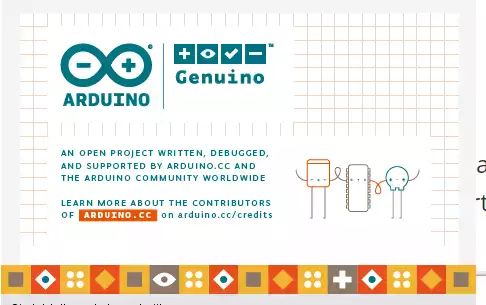 ARDUINO
Genuino
AN OPEN PROJECT WRITTEN, DEBUGGED,
AND SUPPORTED BY ARDUINO.CC AND
THE ARDUINO COMMUNITY WORLDWIDE
LEARN MORE ABOUT THE CONTRIBUTORS
OF ARDUINO.CC on arduino.cc/credits